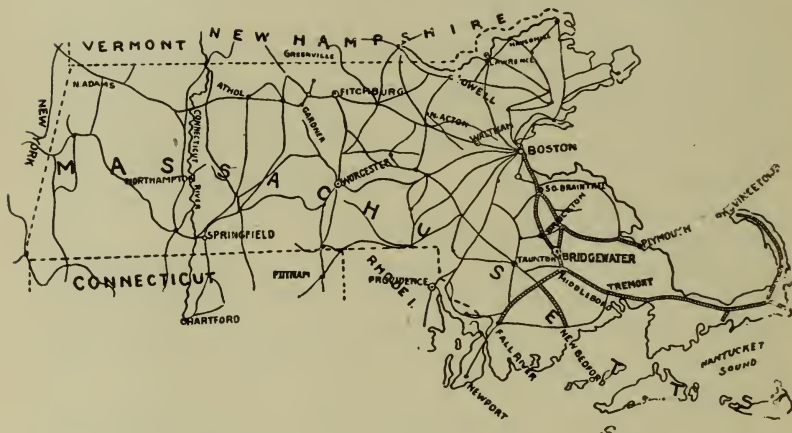 VERMONT
NEW HAMPSHIRE
GREENVILLE
HAVERHILL
LAWRENCE
LOWELL
N. ADAMS
ATHOL
FITCHBURG
GARDNER
N. ACTON
WALTHAM
BOSTON
NEW YORK
MASSACHUSETTS
CONNECTICUT RIVER
NORTHAMPTON
WORCESTER
SO. BRAINTREE
BROCKTON
PROVINCETOWN
PLYMOUTH
SPRINGFIELD
BRIDGEWATER
TAUNTON
MIDDLEBORO
TREMONT
CONNECTICUT
PUTNAM
RHODE I.
PROVIDENCE
HARTFORD
FALL RIVER
NEW BEDFORD
NANTUCKET
SOUND
NEWPORT